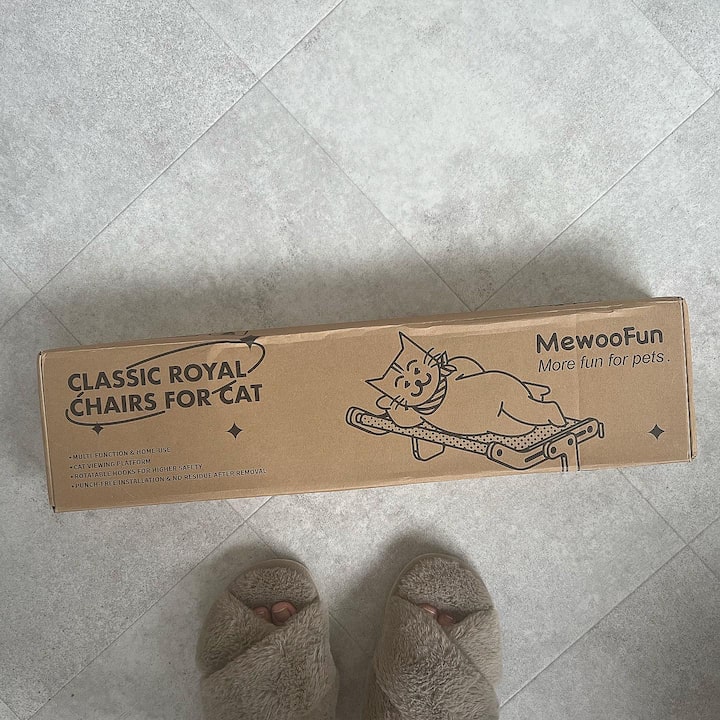 CLASSIC ROYAL
CHAIRS FOR CAT
•MULTI-FUNCTION & HOME USE
•CAT VIEWING PLATFORM
•ROTATABLE HOOKS FOR HIGHER SAFETY
•PUNCH-FREE INSTALLATION & NO RESIDUE AFTER REMOVAL
MewooFun
More fun for pets.